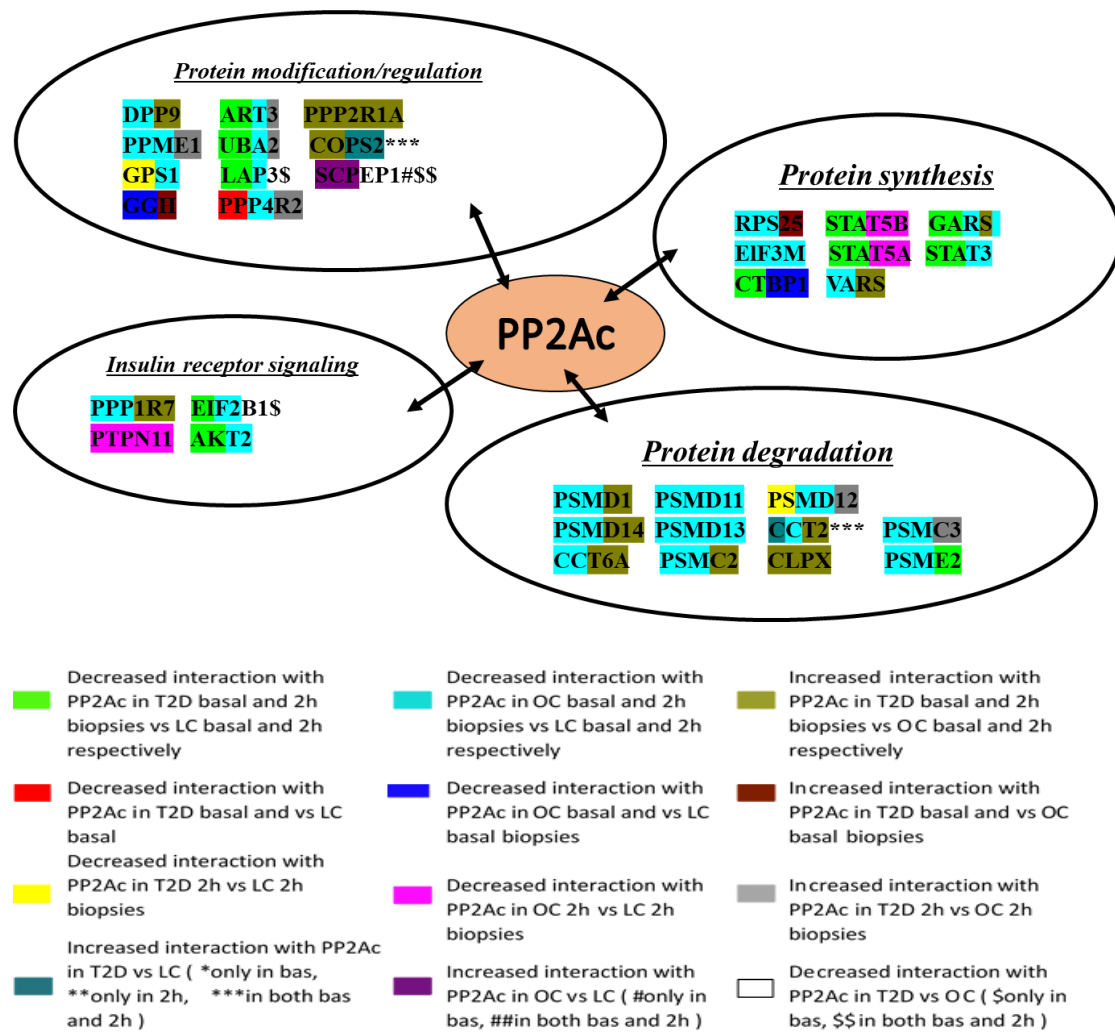 Protein modification/regulation
DPP9 ART3 PPP2R1A
PPME1 UBA2 COPS2***
GPS1 LAP3$ SCPEP1#$$
GGH PPP4R2
Protein synthesis
RPS25 STAT5B GARS
EIF3M STAT5A STAT3
CTBP1 VARS
PP2Ac
Insulin receptor signaling
PPP1R7 EIF2B1$
PTPN11 AKT2
Protein degradation
PSMD1 PSMD11 PSMD12
PSMD14 PSMD13 CCT2*** PSMC3
CCT6A PSMC2 CLPX PSME2
Decreased interaction with
PP2Ac in T2D basal and 2h
biopsies vs LC basal and 2h
respectively
Decreased interaction with
PP2Ac in OC basal and 2h
biopsies vs LC basal and 2h
respectively
Increased interaction with
PP2Ac in T2D basal and 2h
biopsies vs OC basal and 2h
respectively
Decreased interaction with
PP2Ac in T2D basal and vs LC
basal
Decreased interaction with
PP2Ac in OC basal and vs LC
basal biopsies
Increased interaction with
PP2Ac in T2D basal and vs OC
basal biopsies
Decreased interaction with
PP2Ac in T2D 2h vs LC 2h
biopsies
Decreased interaction with
PP2Ac in OC 2h vs LC 2h
biopsies
Increased interaction with
PP2Ac in T2D 2h vs OC 2h
biopsies
Increased interaction with PP2Ac
in T2D vs LC ( *only in bas,
**only in 2h, ***in both bas
and 2h )
Increased interaction with
PP2Ac in OC vs LC ( #only in
bas, ##in both bas and 2h )
Decreased interaction with
PP2Ac in T2D vs OC ( $only in
bas, $$in both bas and 2h )